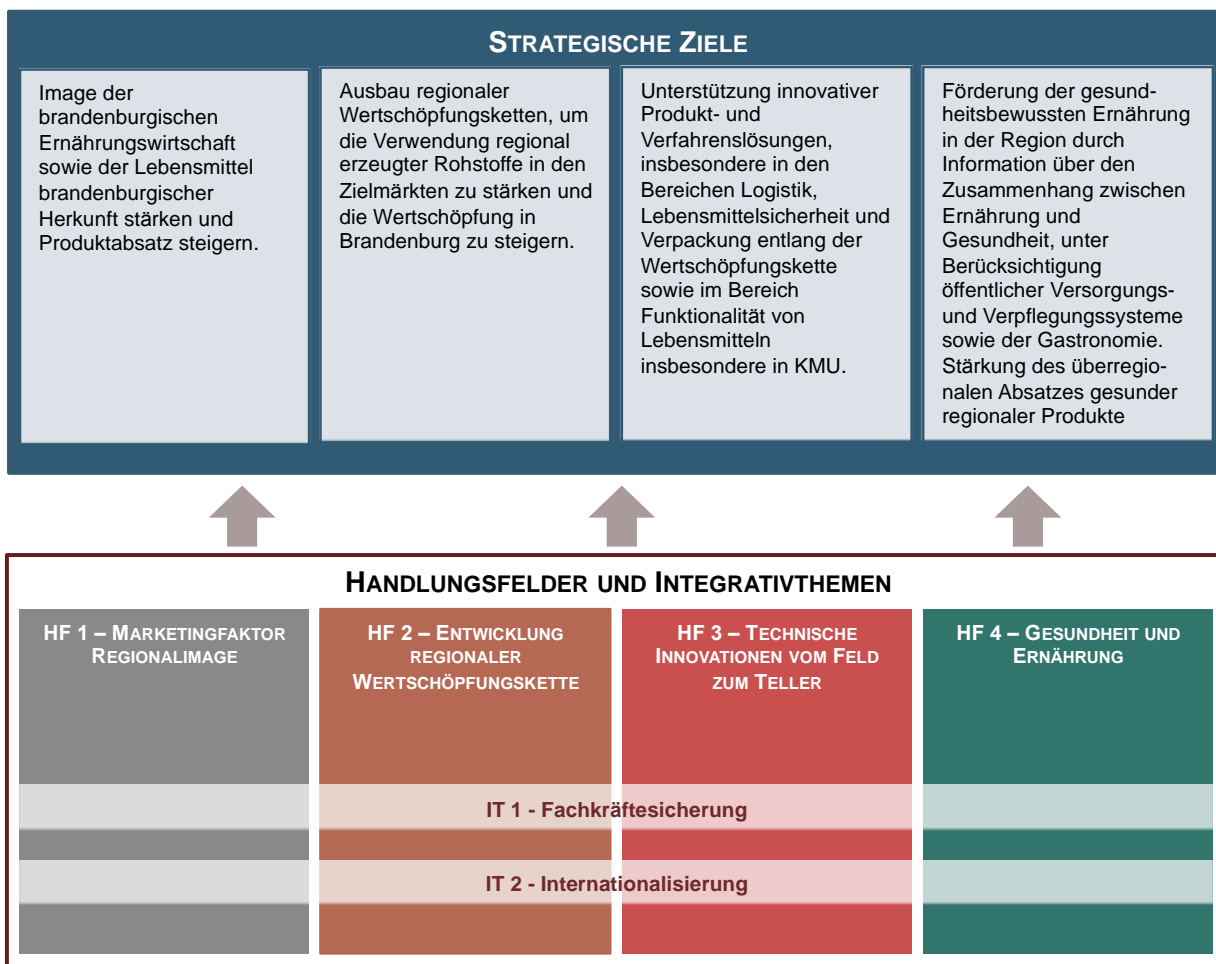 STRATEGISCHE ZIELE
Image der
brandenburgischen
Ernährungswirtschaft
sowie der Lebensmittel
brandenburgischer
Herkunft stärken und
Produktabsatz steigern.
Ausbau regionaler
Wertschöpfungsketten, um
die Verwendung regional
erzeugter Rohstoffe in den
Zielmärkten zu stärken und
die Wertschöpfung in
Brandenburg zu steigern.
Unterstützung innovativer
Produkt- und
Verfahrenslösungen,
insbesondere in den
Bereichen Logistik,
Lebensmittelsicherheit und
Verpackung entlang der
Wertschöpfungskette
sowie im Bereich
Funktionalität von
Lebensmitteln
insbesondere in KMU.
Förderung der gesund-
heitsbewussten Ernährung
in der Region durch
Information über den
Zusammenhang zwischen
Ernährung und
Gesundheit, unter
Berücksichtigung
öffentlicher Versorgungs-
und Verpflegungssysteme
sowie der Gastronomie.
Stärkung des überregio-
nalen Absatzes gesunder
regionaler Produkte
HANDLUNGSFELDER UND INTEGRATIVTHEMEN
HF 1 – MARKETINGFAKTOR
REGIONALIMAGE
HF 2 – ENTWICKLUNG
REGIONALER
WERTSCHÖPFUNGSKETTE
HF 3 – TECHNISCHE
INNOVATIONEN VOM FELD
ZUM TELLER
HF 4 – GESUNDHEIT UND
ERNÄHRUNG
IT 1 - Fachkräftesicherung
IT 2 - Internationalisierung